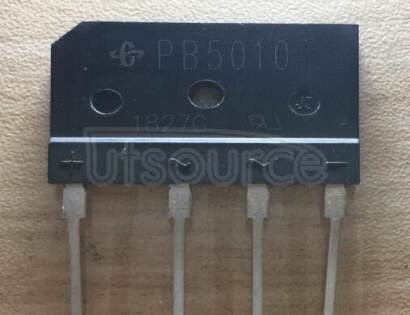 PB5010
1827C
+ ~ ~ -
Utsource